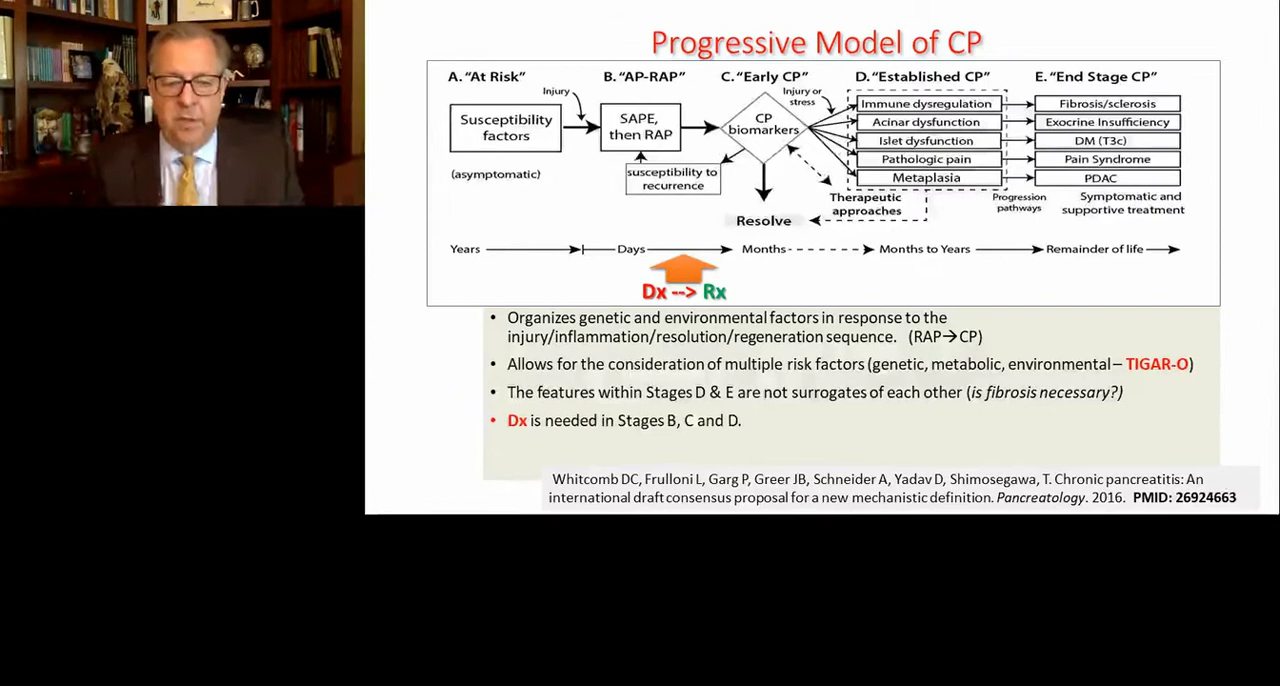 Progressive Model of CP
A. “At Risk”
B. “AP-RAP”
C. “Early CP”
D. “Established CP”
E. “End Stage CP”
Injury
Injury or
stress
Susceptibility
factors
SAPE,
then RAP
CP
biomarkers
Immune dysregulation
Acinar dysfunction
Islet dysfunction
Pathologic pain
Metaplasia
Fibrosis/sclerosis
Exocrine Insufficiency
DM (T3c)
Pain Syndrome
PDAC
(asymptomatic)
susceptibility to
recurrence
Therapeutic
approaches
Progression
pathways
Symptomatic and
supportive treatment
Resolve
Years
Days
Months
Months to Years
Remainder of life
Dx --> Rx
• Organizes genetic and environmental factors in response to the
injury/inflammation/resolution/regeneration sequence. (RAP→CP)
• Allows for the consideration of multiple risk factors (genetic, metabolic, environmental – TIGAR-O)
• The features within Stages D & E are not surrogates of each other (is fibrosis necessary?)
• Dx is needed in Stages B, C and D.
Whitcomb DC, Frulloni L, Garg P, Greer JB, Schneider A, Yadav D, Shimosegawa, T. Chronic pancreatitis: An
international draft consensus proposal for a new mechanistic definition. Pancreatology. 2016. PMID: 26924663